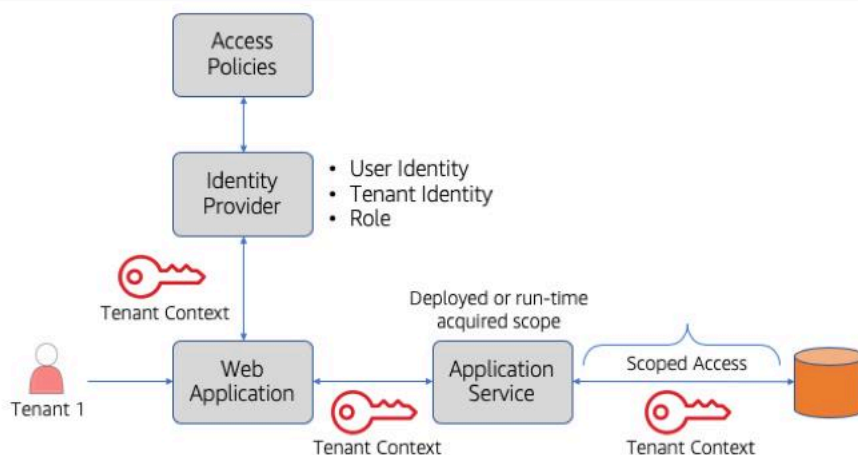 Access
Policies
Identity
Provider
• User Identity
• Tenant Identity
• Role
Tenant Context
Deployed or run-time
acquired scope
Tenant 1
Web
Application
Application
Service
Scoped Access
Tenant Context
Tenant Context